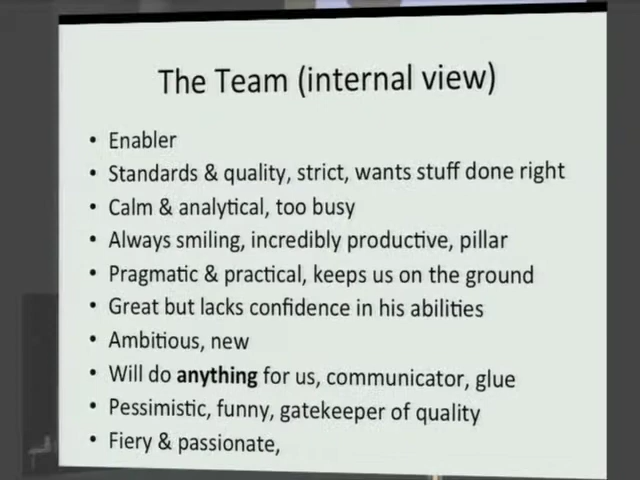 The Team (internal view)
• Enabler
• Standards & quality, strict, wants stuff done right
• Calm & analytical, too busy
• Always smiling, incredibly productive, pillar
• Pragmatic & practical, keeps us on the ground
• Great but lacks confidence in his abilities
• Ambitious, new
• Will do anything for us, communicator, glue
• Pessimistic, funny, gatekeeper of quality
• Fiery & passionate,